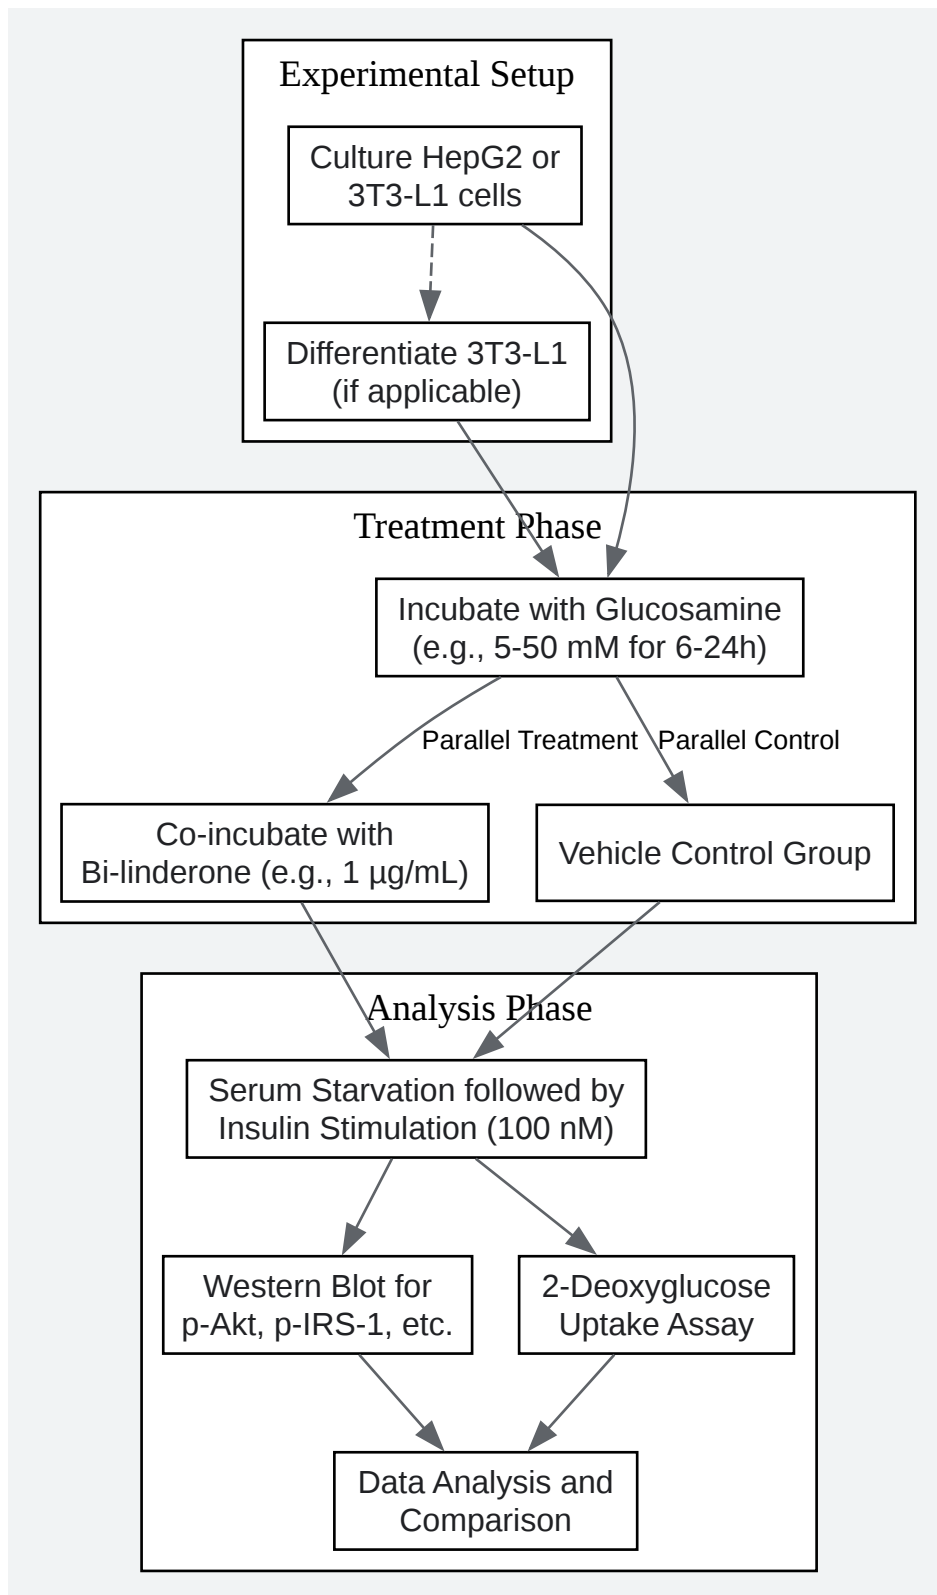 Experimental Setup
Culture HepG2 or
3T3-L1 cells
Differentiate 3T3-L1
(if applicable)
Treatment Phase
Incubate with Glucosamine
(e.g., 5-50 mM for 6-24h)
Parallel Treatment
Parallel Control
Co-incubate with
Bi-linderone (e.g., 1 µg/mL)
Vehicle Control Group
Analysis Phase
Serum Starvation followed by
Insulin Stimulation (100 nM)
Western Blot for
p-Akt, p-IRS-1, etc.
2-Deoxyglucose
Uptake Assay
Data Analysis and
Comparison